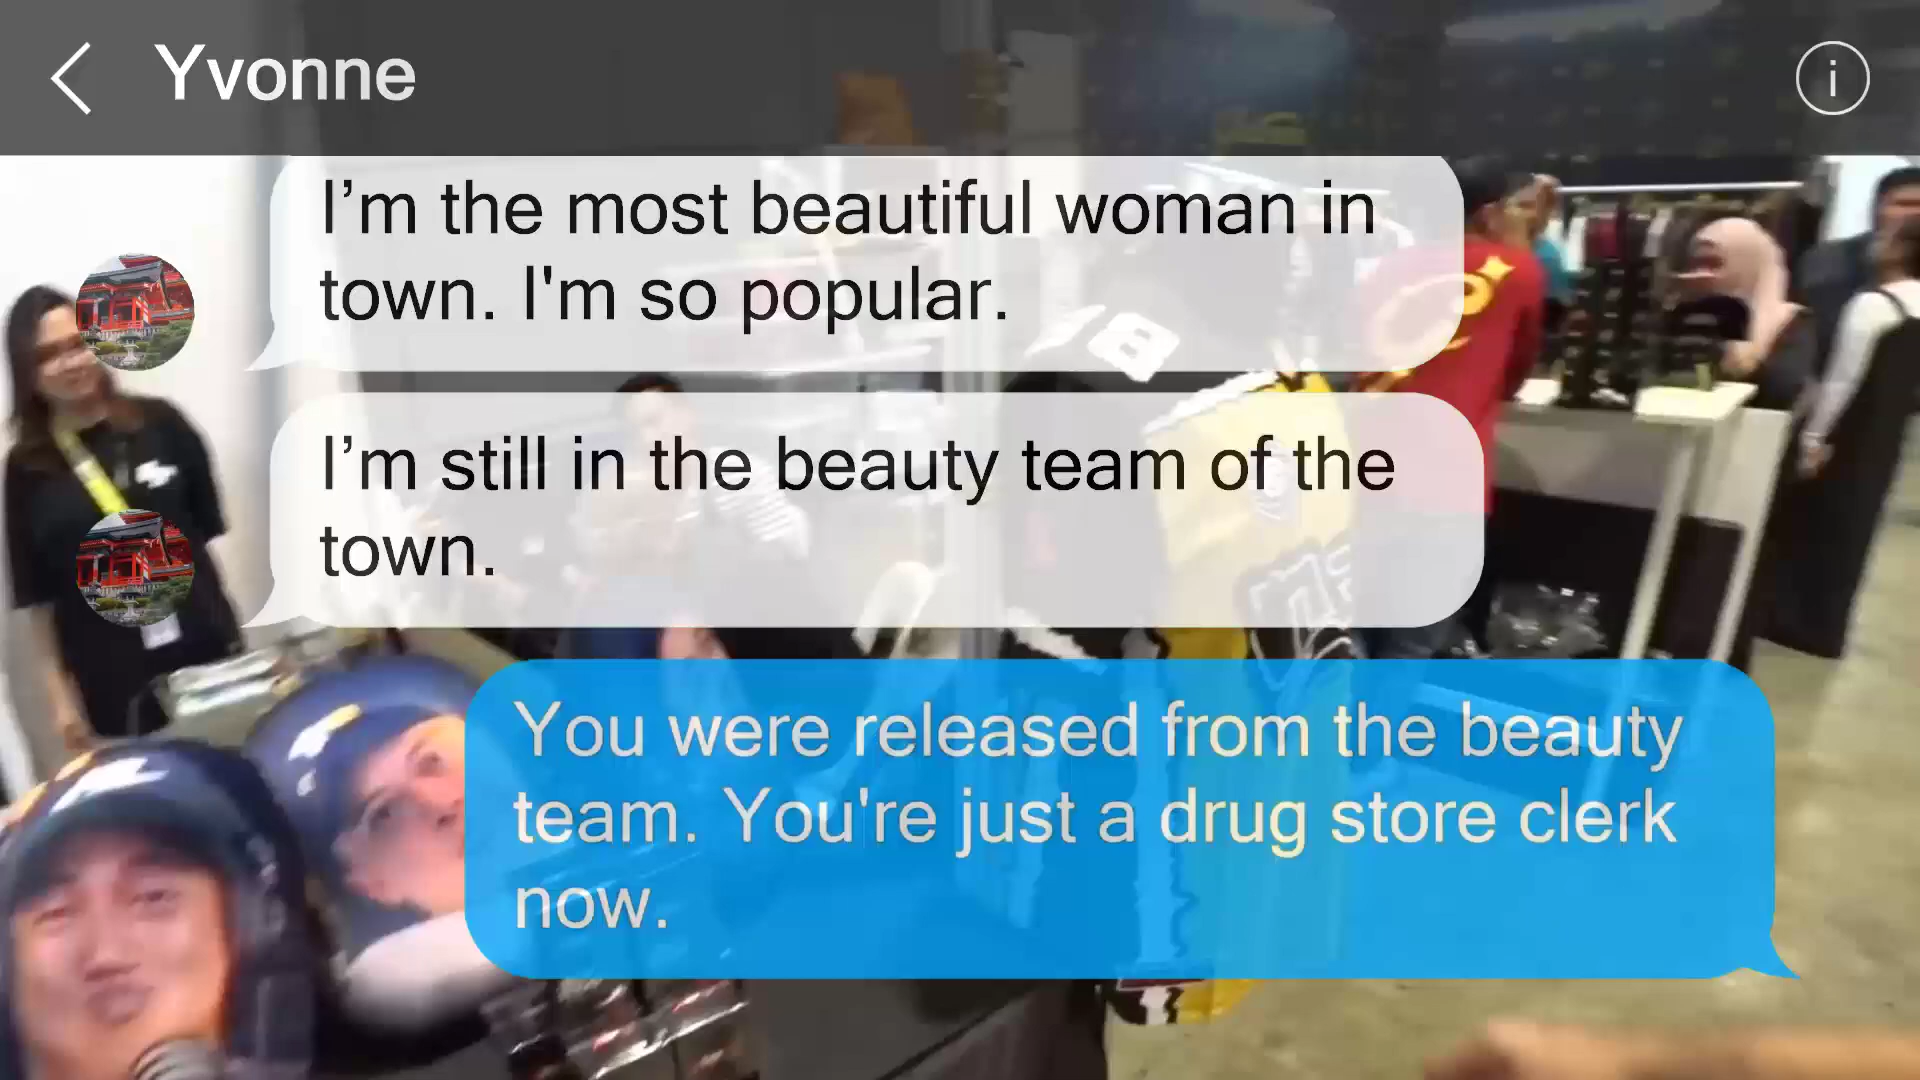 Yvonne
I’m the most beautiful woman in
town. I'm so popular.
I’m still in the beauty team of the
town.
You were released from the beauty
team. You're just a drug store clerk
now.